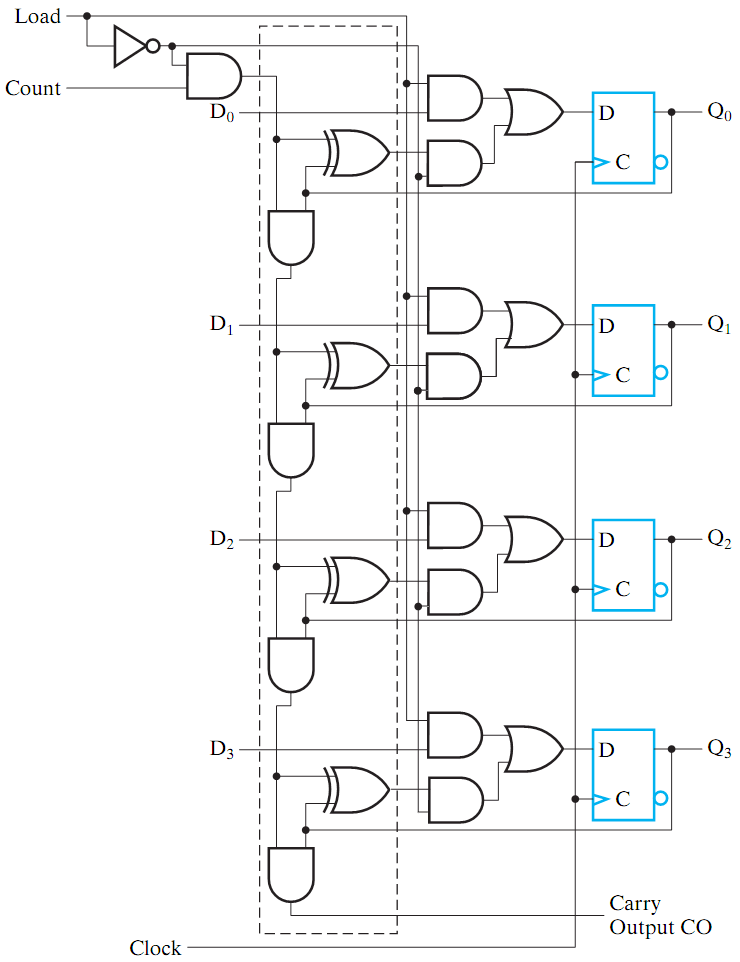 Load
Count
D₀
D
C
Q₀
D₁
D
C
Q₁
D₂
D
C
Q₂
D₃
D
C
Q₃
Carry
Output CO
Clock